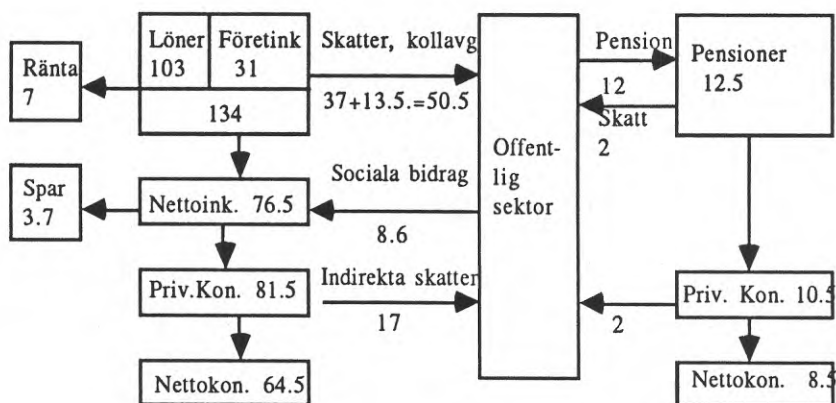 Löner
103
Företink
31
134
Ränta
7
Skatter, kollavg
37+13.5.=50.5
Offent-
lig
sektor
Pension
12
Skatt
2
Pensioner
12.5
Spar
3.7
Nettoink. 76.5
Sociala bidrag
8.6
Priv.Kon. 81.5
Indirekta skatter
17
2
Priv. Kon. 10.5
Nettokon. 64.5
Nettokon. 8.5